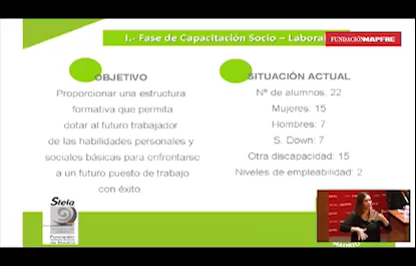 I.- Fase de Capacitación Socio – Labora
FUNDACIÓN MAPFRE
OBJETIVO
Proporcionar una estructura
formativa que permita
dotar al futuro trabajador
de las habilidades personales y
sociales básicas para enfrentarse
a un futuro puesto de trabajo
con éxito.
SITUACIÓN ACTUAL
Nº de alumnos: 22
Mujeres: 15
Hombres: 7
S. Down: 7
Otra discapacidad: 15
Niveles de empleabilidad: 2
Stela